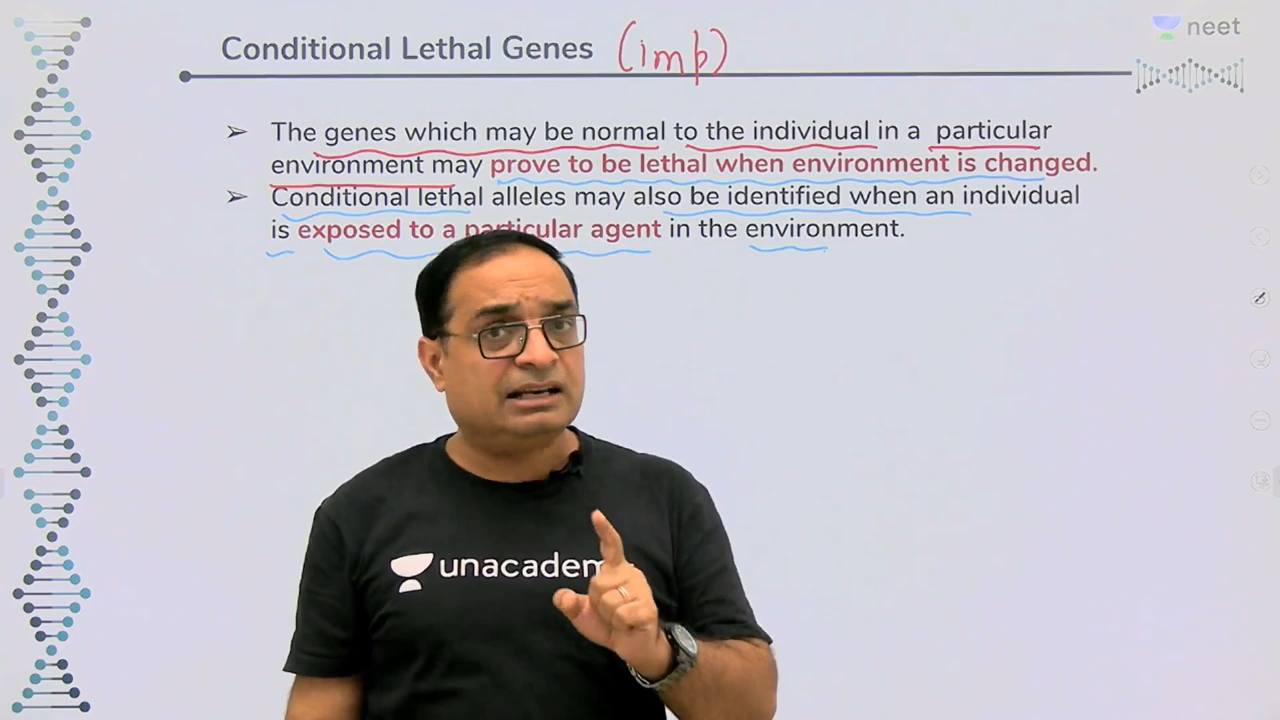 Conditional Lethal Genes (imp)
neet
➢ The genes which may be normal to the individual in a particular
environment may prove to be lethal when environment is changed.
➢ Conditional lethal alleles may also be identified when an individual
is exposed to a particular agent in the environment.
unacadem